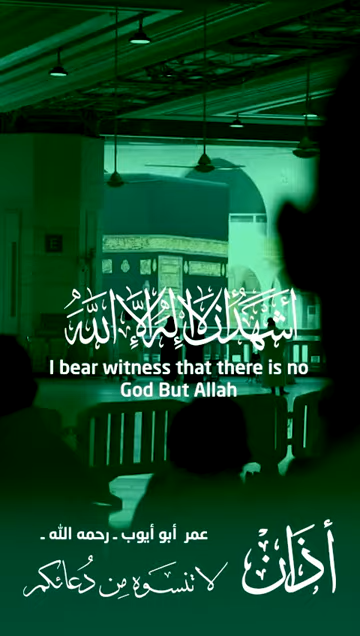 أشهد أن لا إله إلا الله
I bear witness that there is no
God But Allah
عمر أبو أيوب - رحمه الله -
أذان
لا تنسوه من دعائكم